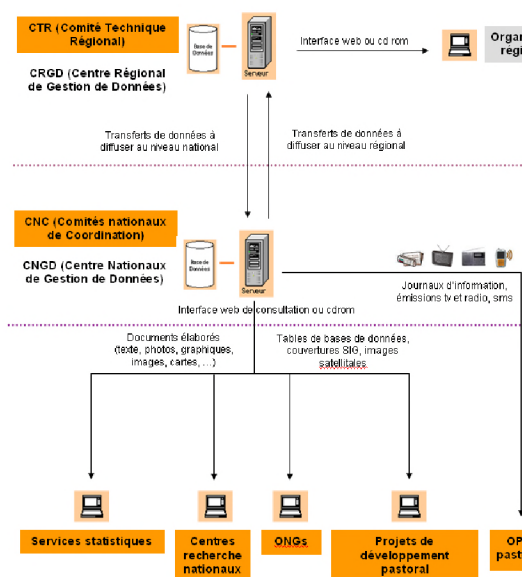 CTR (Comité Technique
Régional)
CRGD (Centre Régional
de Gestion de Données)
Base de
Données
Serveur
Interface web ou cd rom
Transferts de données à
diffuser au niveau national
Transferts de données à
diffuser au niveau régional
CNC (Comités nationaux
de Coordination)
CNGD (Centre Nationaux
de Gestion de Données)
Base de
Données
Serveur
Journaux d'information,
émissions tv et radio, sms
Interface web de consultation ou cdrom
Documents élaborés
(texte, photos, graphiques,
images, cartes, ...)
Tables de bases de données,
couvertures SIG, images
satellitales
Services statistiques
Centres
recherche
nationaux
ONGs
Projets de
développement
pastoral